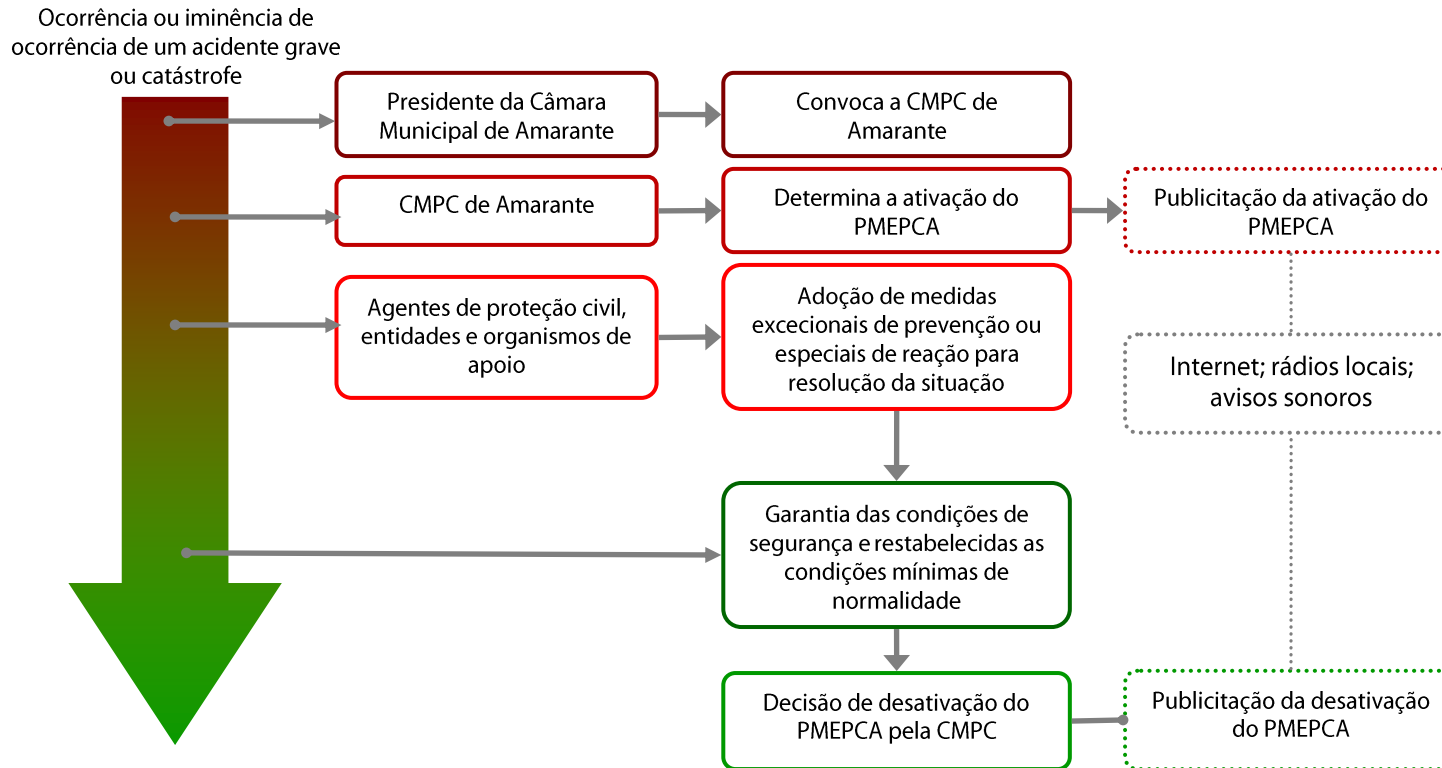 Ocorrência ou iminência de
ocorrência de um acidente grave
ou catástrofe
Presidente da Câmara
Municipal de Amarante
Convoca a CMPC de
Amarante
CMPC de Amarante
Determina a ativação do
PMEPCA
Publicitação da ativação do
PMEPCA
Agentes de proteção civil,
entidades e organismos de
apoio
Adoção de medidas
excecionais de prevenção ou
especiais de reação para
resolução da situação
Internet; rádios locais;
avisos sonoros
Garantia das condições de
segurança e restabelecidas as
condições mínimas de
normalidade
Decisão de desativação do
PMEPCA pela CMPC
Publicitação da desativação
do PMEPCA